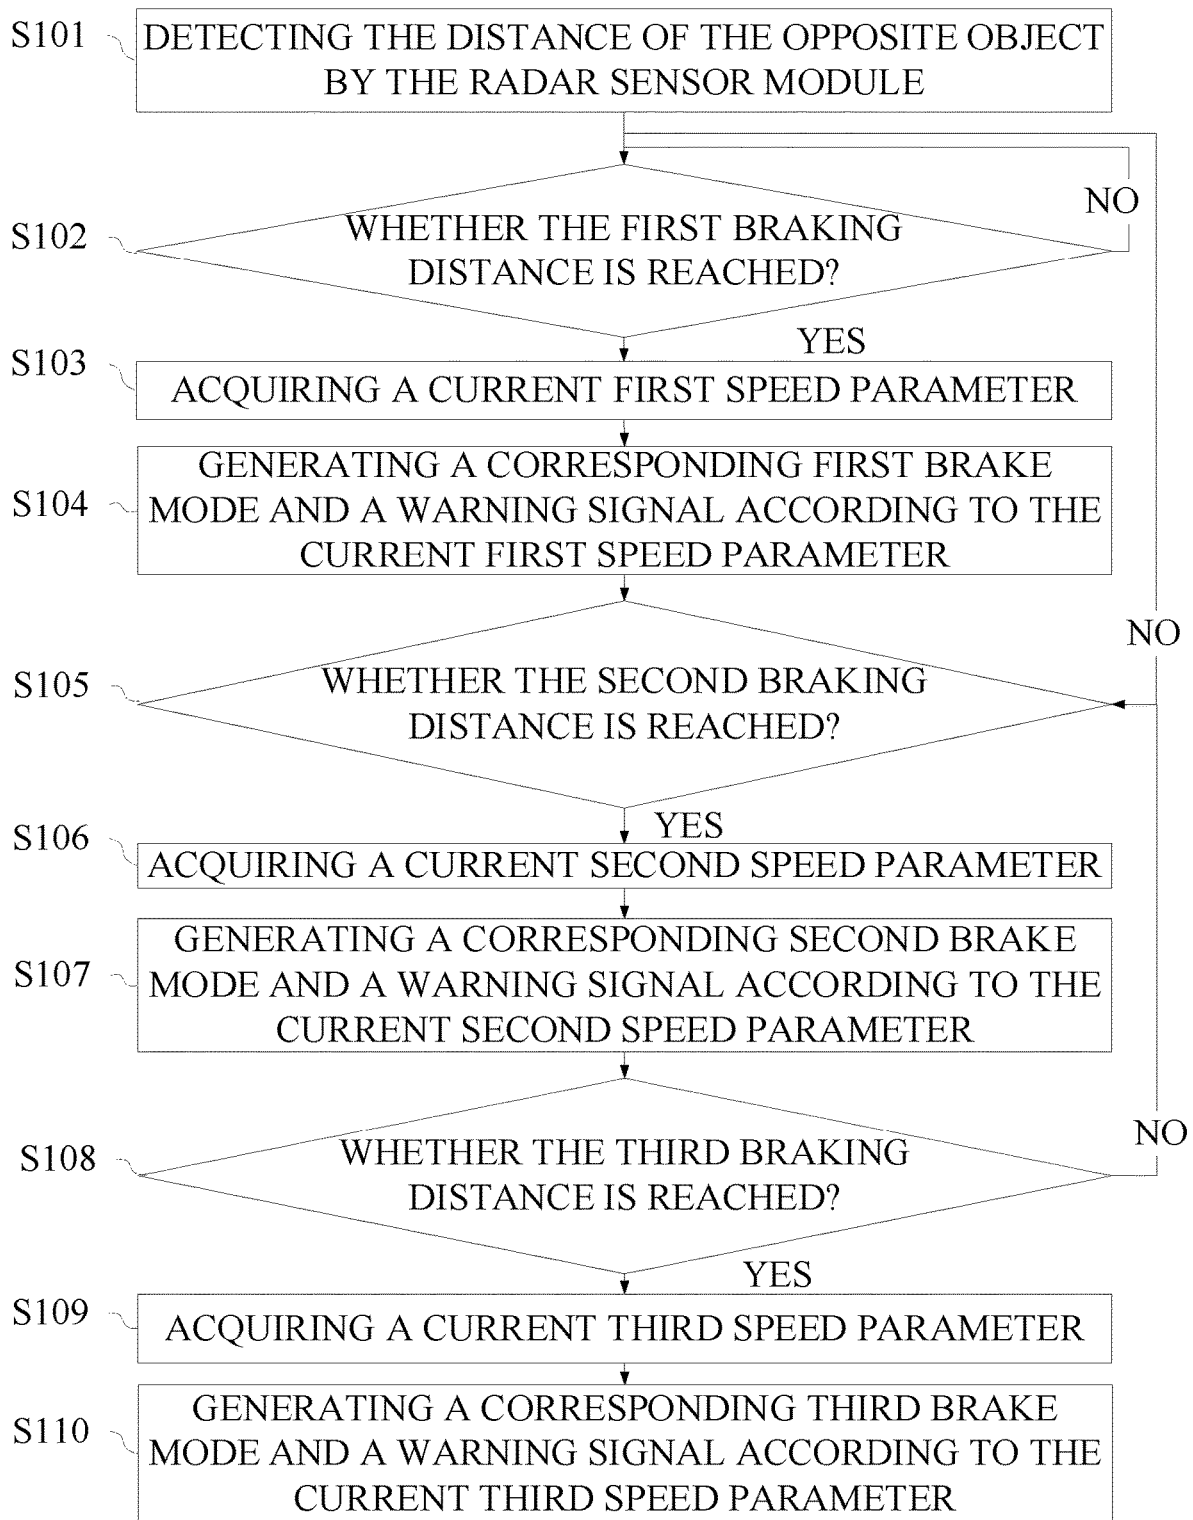 S101
DETECTING THE DISTANCE OF THE OPPOSITE OBJECT
BY THE RADAR SENSOR MODULE
NO
S102
WHETHER THE FIRST BRAKING
DISTANCE IS REACHED?
YES
S103
ACQUIRING A CURRENT FIRST SPEED PARAMETER
S104
GENERATING A CORRESPONDING FIRST BRAKE
MODE AND A WARNING SIGNAL ACCORDING TO THE
CURRENT FIRST SPEED PARAMETER
NO
S105
WHETHER THE SECOND BRAKING
DISTANCE IS REACHED?
YES
S106
ACQUIRING A CURRENT SECOND SPEED PARAMETER
S107
GENERATING A CORRESPONDING SECOND BRAKE
MODE AND A WARNING SIGNAL ACCORDING TO THE
CURRENT SECOND SPEED PARAMETER
NO
S108
WHETHER THE THIRD BRAKING
DISTANCE IS REACHED?
YES
S109
ACQUIRING A CURRENT THIRD SPEED PARAMETER
S110
GENERATING A CORRESPONDING THIRD BRAKE
MODE AND A WARNING SIGNAL ACCORDING TO THE
CURRENT THIRD SPEED PARAMETER